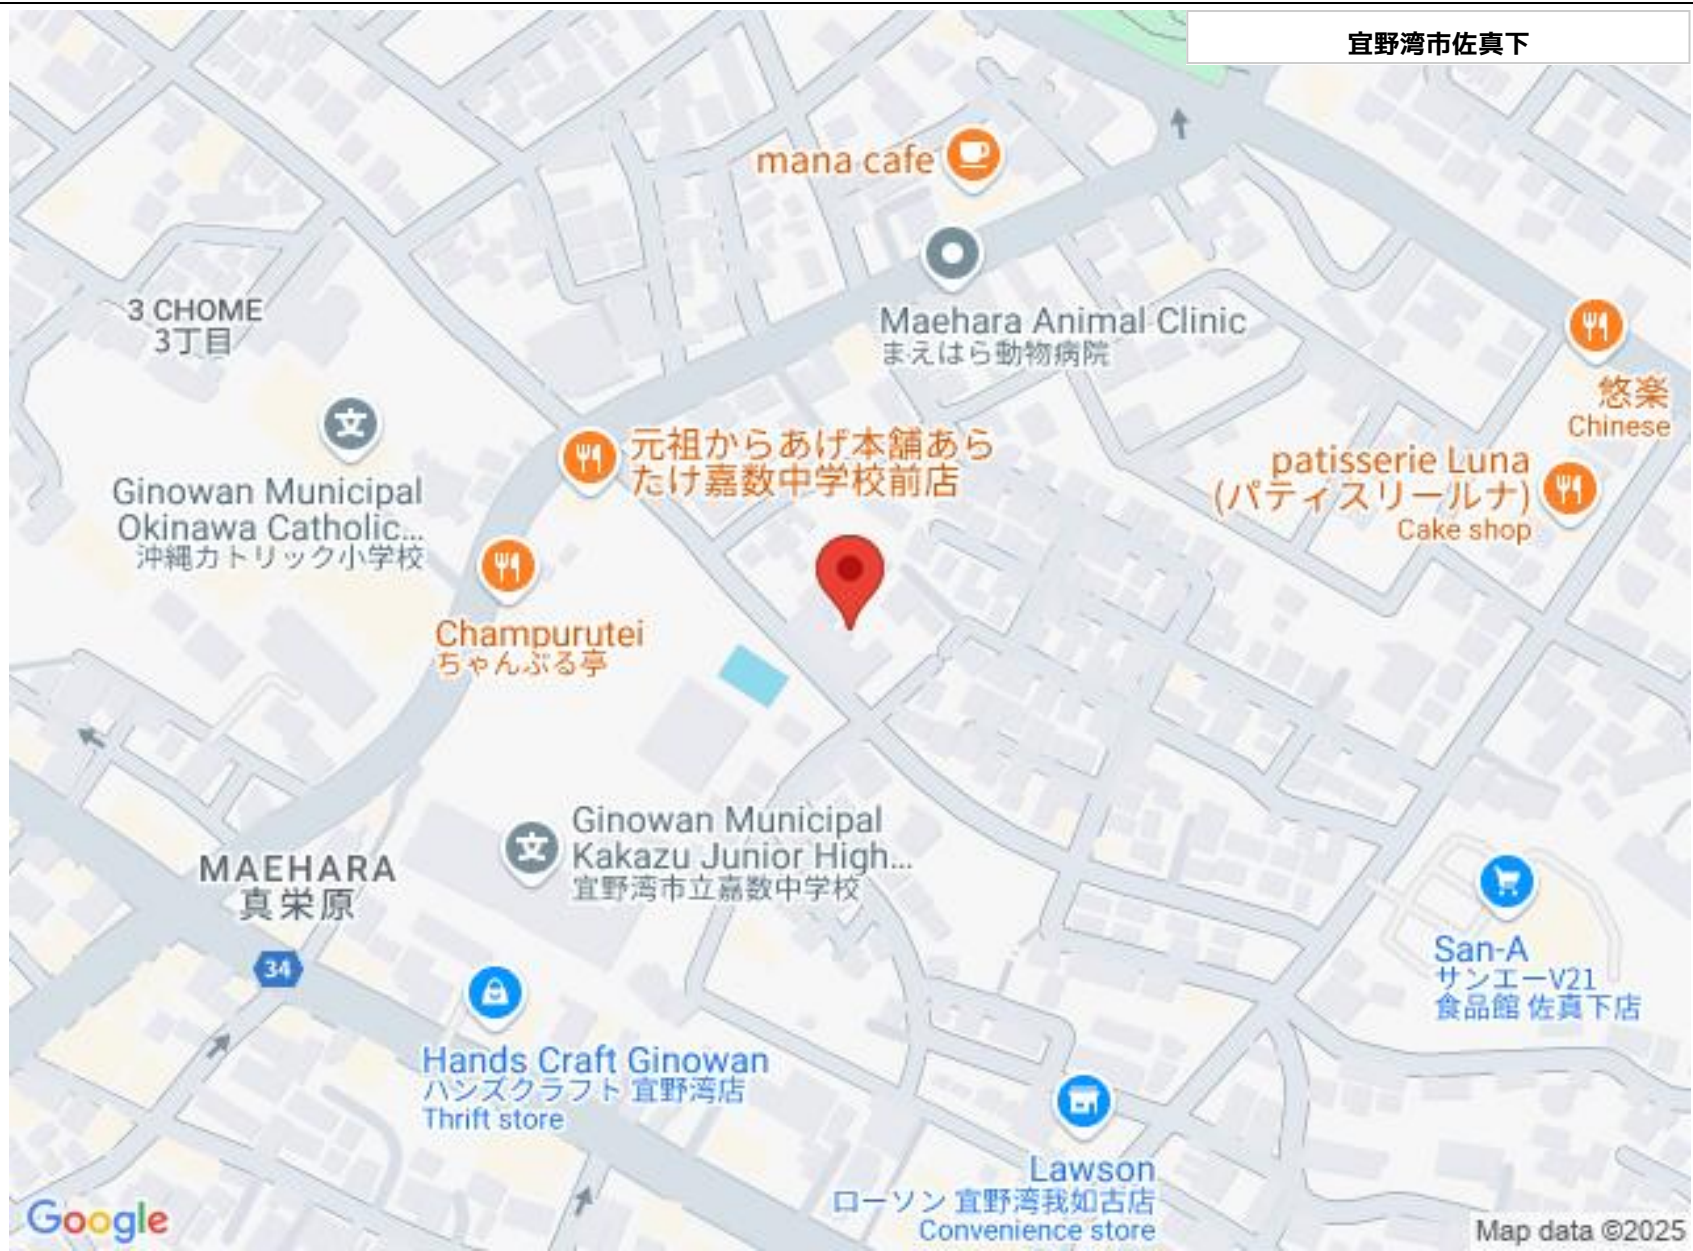 宜野湾市佐真下
mana cafe
3 CHOME
3丁目
Maehara Animal Clinic
まえはら動物病院
悠楽
Chinese
元祖からあげ本舗あら
たけ嘉数中学校前店
patisserie Luna
(パティスリールナ)
Cake shop
Ginowan Municipal
Okinawa Catholic...
沖縄カトリック小学校
Champurutei
ちゃんぷる亭
Ginowan Municipal
Kakazu Junior High...
宜野湾市立嘉数中学校
MAEHARA
真栄原
34
San-A
サンエーV21
食品館 佐真下店
Hands Craft Ginowan
ハンズクラフト 宜野湾店
Thrift store
Lawson
ローソン 宜野湾我如古店
Convenience store
Google
Map data ©2025